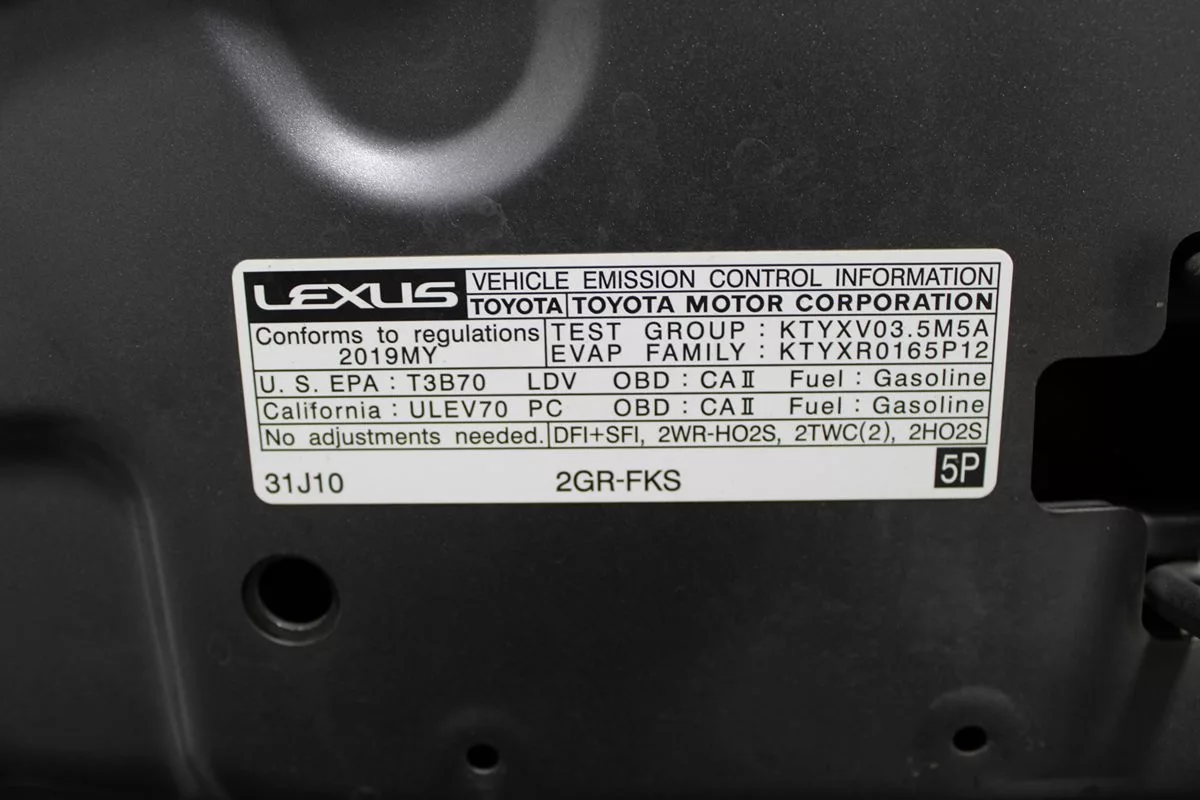 LEXUS VEHICLE EMISSION CONTROL INFORMATION
TOYOTA TOYOTA MOTOR CORPORATION
Conforms to regulations TEST GROUP : KTYXV03.5M5A
2019MY EVAP FAMILY : KTYXR0165P12
U. S. EPA : T3B70 LDV OBD : CAⅡ Fuel : Gasoline
California : ULEV70 PC OBD : CAⅡ Fuel : Gasoline
No adjustments needed. DFI+SFI, 2WR-HO2S, 2TWC(2), 2HO2S
31J10 2GR-FKS 5P